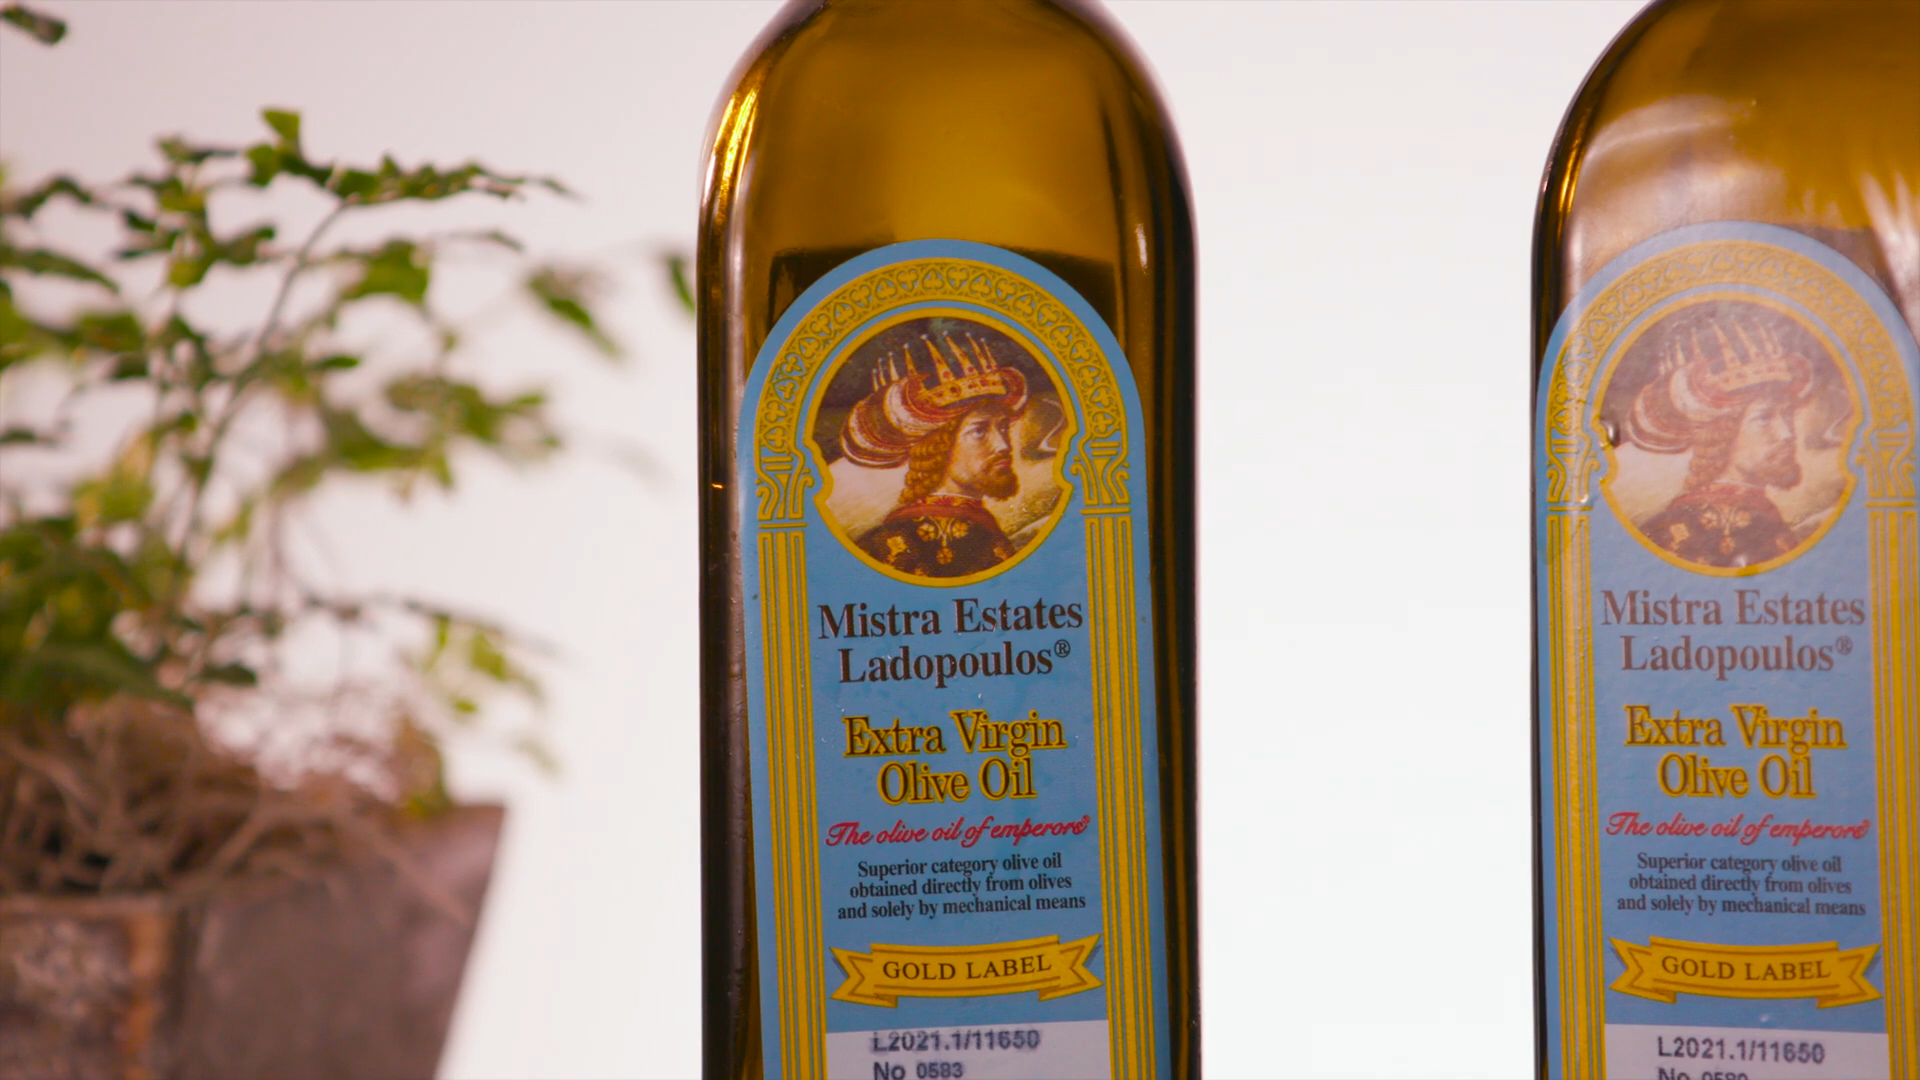 Mistra Estates
Ladopoulos®
Extra Virgin
Olive Oil
The olive oil of emperors®
Superior category olive oil
obtained directly from olives
and solely by mechanical means
GOLD LABEL
L2021.1/11650
No 0583
Mistra Estates
Ladopoulos®
Extra Virgin
Olive Oil
The olive oil of emperors®
Superior category olive oil
obtained directly from olives
and solely by mechanical means
GOLD LABEL
L2021.1/11650
No